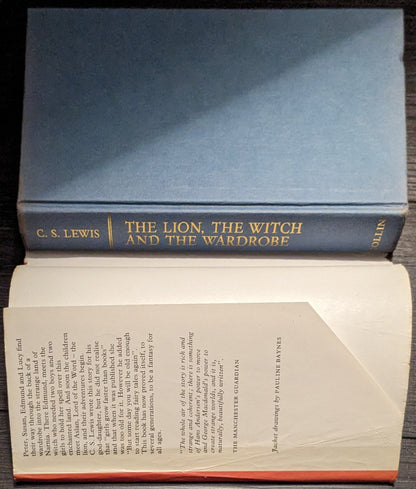 C. S. LEWIS
THE LION, THE WITCH
AND THE WARDROBE
OLLIN
Peter, Susan, Edmund and Lucy find
their way through the back of a
wardrobe into the strange land of
Narnia. There Edmund, meets the
witch who needed two boys and two
girls to hold her spell over this
enchanted land. And soon the children
meet Aslan, Lord of the Word – the
lion, and their adventures begin.
C. S. Lewis wrote this story for his
god-daughter, but he did not realise
that "girls grow faster than books"
and that when it was published she
was too old for it. However he added
"But some day you will be old enough
to start reading fairy tales again".
This book has now proved itself, to
several generations, to be a fantasy for
all ages.
"The whole air of the story is rich and
strange and coherent; there is something
of Hans Anderson's power to move
and George Macdonald's power to
create strange worlds, and it is,
naturally, beautifully written".
THE MANCHESTER GUARDIAN
Jacket drawings by PAULINE BAYNES